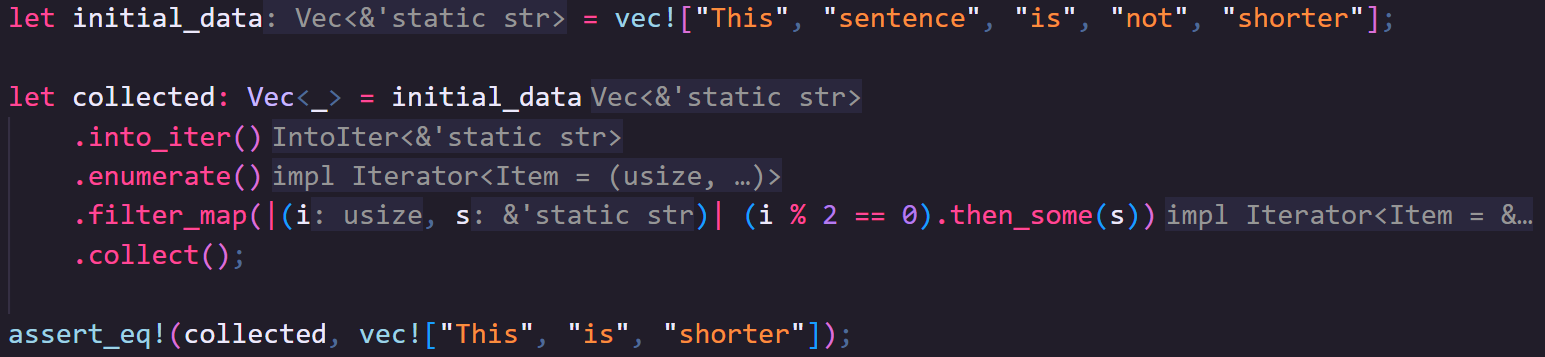 let initial_data: Vec<&'static str> = vec!["This", "sentence", "is", "not", "shorter"];
let collected: Vec<_> = initial_data Vec<&'static str>
.into_iter() IntoIter<&'static str>
.enumerate() impl Iterator<Item = (usize, …)>
.filter_map(|(i: usize, s: &'static str)| (i % 2 == 0).then_some(s)) impl Iterator<Item = &…
.collect();
assert_eq!(collected, vec!["This", "is", "shorter"]);